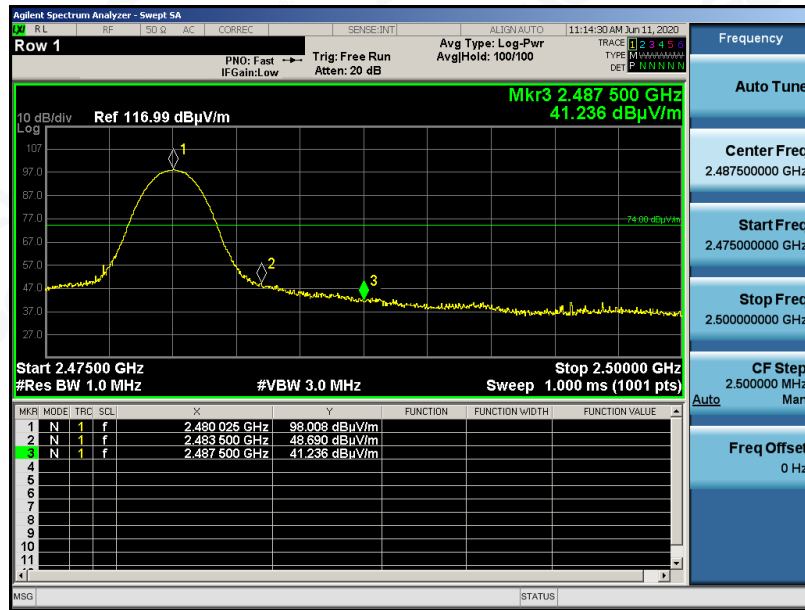 Agilent Spectrum Analyzer - Swept SA
LXI RL RF 50 Ω AC CORREC SENSE:INT ALIGN AUTO 11:14:30 AM Jun 11, 2020
Row 1
PNO: Fast
IFGain:Low
Trig: Free Run
Atten: 20 dB
Avg Type: Log-Pwr
Avg|Hold: 100/100
TRACE 1 2 3 4 5 6
TYPE M WWWWW
DET P N N N N N
Mkr3 2.487 500 GHz
41.236 dBµV/m
10 dB/div Ref 116.99 dBµV/m
Log
107
97.0
87.0
77.0
67.0
57.0
47.0
37.0
27.0
1
2
3
74.00 dBµV/m
Start 2.47500 GHz Stop 2.50000 GHz
#Res BW 1.0 MHz #VBW 3.0 MHz Sweep 1.000 ms (1001 pts)
MKR MODE TRC SCL X Y FUNCTION FUNCTION WIDTH FUNCTION VALUE
1 N 1 f 2.480 025 GHz 98.008 dBµV/m
2 N 1 f 2.483 500 GHz 48.690 dBµV/m
3 N 1 f 2.487 500 GHz 41.236 dBµV/m
4
5
6
7
8
9
10
11
MSG STATUS
Frequency
Auto Tune
Center Freq
2.487500000 GHz
Start Freq
2.475000000 GHz
Stop Freq
2.500000000 GHz
CF Step
2.500000 MHz
Auto Man
Freq Offset
0 Hz